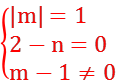 |m| = 1
2 − n = 0
m − 1 ≠ 0